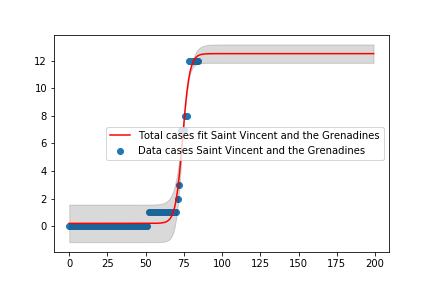 12
10
8
6
4
2
0
Total cases fit Saint Vincent and the Grenadines
Data cases Saint Vincent and the Grenadines
0 25 50 75 100 125 150 175 200